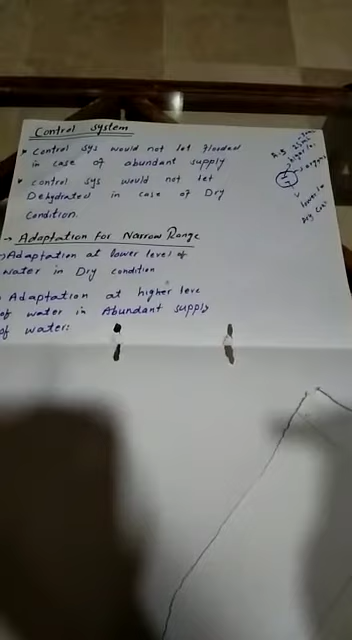 Control system
Control sys would not let flooded
in case of abundant supply
control sys would not let
Dehydrated in case of Dry
Condition.
→ Adaptation For Narrow Range
Adaptation at lower level of
water in Dry condition
Adaptation at higher leve
of water in Abundant supply
of water:
higher